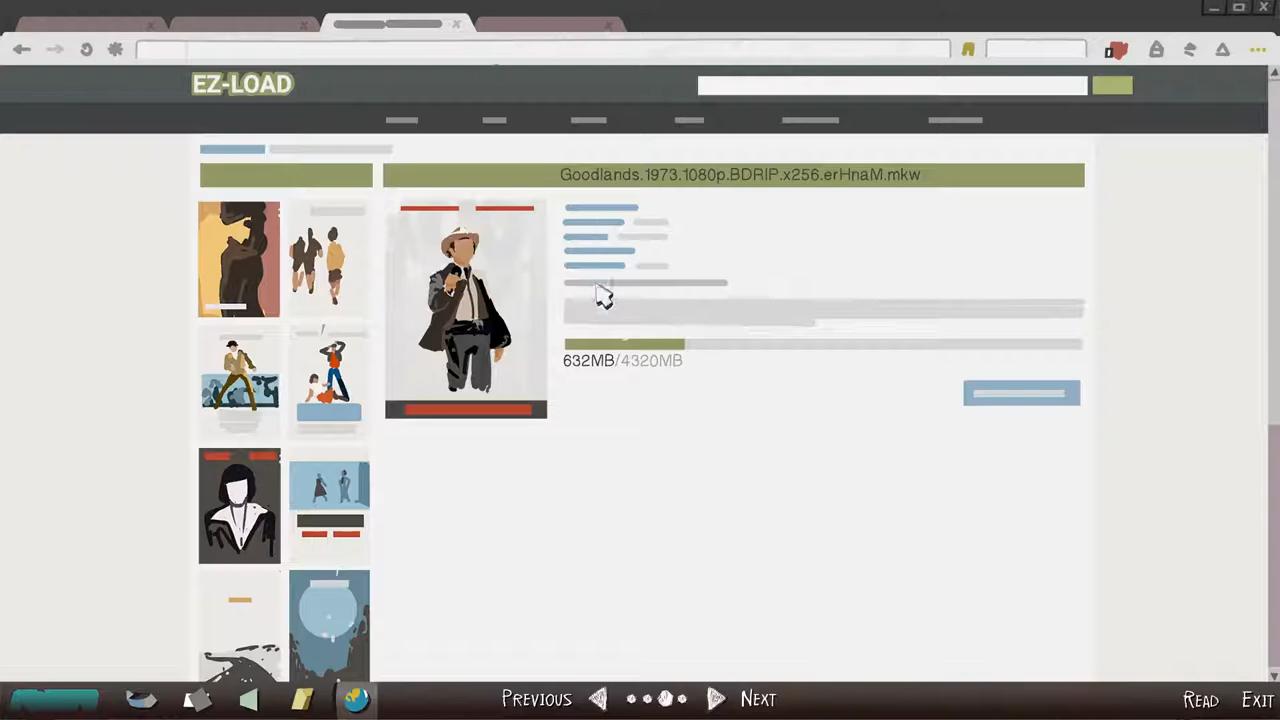 EZ-LOAD
Goodlands.1973.1080p.BDRIP.x256.erHnaM.mkw
632MB/4320MB
PREVIOUS NEXT READ EXIT